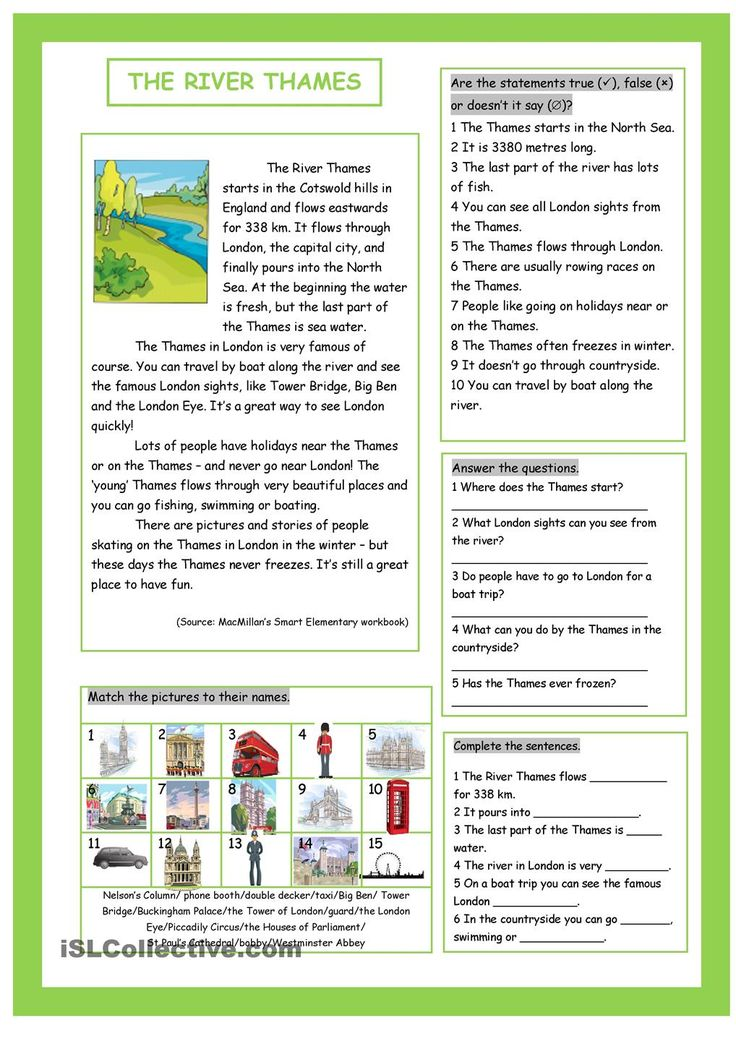 THE RIVER THAMES
The River Thames
starts in the Cotswold hills in
England and flows eastwards
for 338 km. It flows through
London, the capital city, and
finally pours into the North
Sea. At the beginning the water
is fresh, but the last part of
the Thames is sea water.
The Thames in London is very famous of
course. You can travel by boat along the river and see
the famous London sights, like Tower Bridge, Big Ben
and the London Eye. It's a great way to see London
quickly!
Lots of people have holidays near the Thames
or on the Thames – and never go near London! The
'young' Thames flows through very beautiful places and
you can go fishing, swimming or boating.
There are pictures and stories of people
skating on the Thames in London in the winter – but
these days the Thames never freezes. It's still a great
place to have fun.
(Source: MacMillan's Smart Elementary workbook)
Match the pictures to their names.
1 2 3 4 5
6 7 8 9 10
11 12 13 14 15
Nelson's Column/ phone booth/double decker/taxi/Big Ben/ Tower
Bridge/Buckingham Palace/the Tower of London/guard/the London
Eye/Piccadily Circus/the Houses of Parliament/
St Paul's Cathedral/bobby/Westminster Abbey
iSLCollective.com
Are the statements true (✓), false (×)
or doesn't it say (∅)?
1 The Thames starts in the North Sea.
2 It is 3380 metres long.
3 The last part of the river has lots
of fish.
4 You can see all London sights from
the Thames.
5 The Thames flows through London.
6 There are usually rowing races on
the Thames.
7 People like going on holidays near or
on the Thames.
8 The Thames often freezes in winter.
9 It doesn't go through countryside.
10 You can travel by boat along the
river.
Answer the questions.
1 Where does the Thames start?
2 What London sights can you see from
the river?
3 Do people have to go to London for a
boat trip?
4 What can you do by the Thames in the
countryside?
5 Has the Thames ever frozen?
Complete the sentences.
1 The River Thames flows ___________
for 338 km.
2 It pours into _______________.
3 The last part of the Thames is _____
water.
4 The river in London is very _________.
5 On a boat trip you can see the famous
London ____________.
6 In the countryside you can go _______,
swimming or ____________.